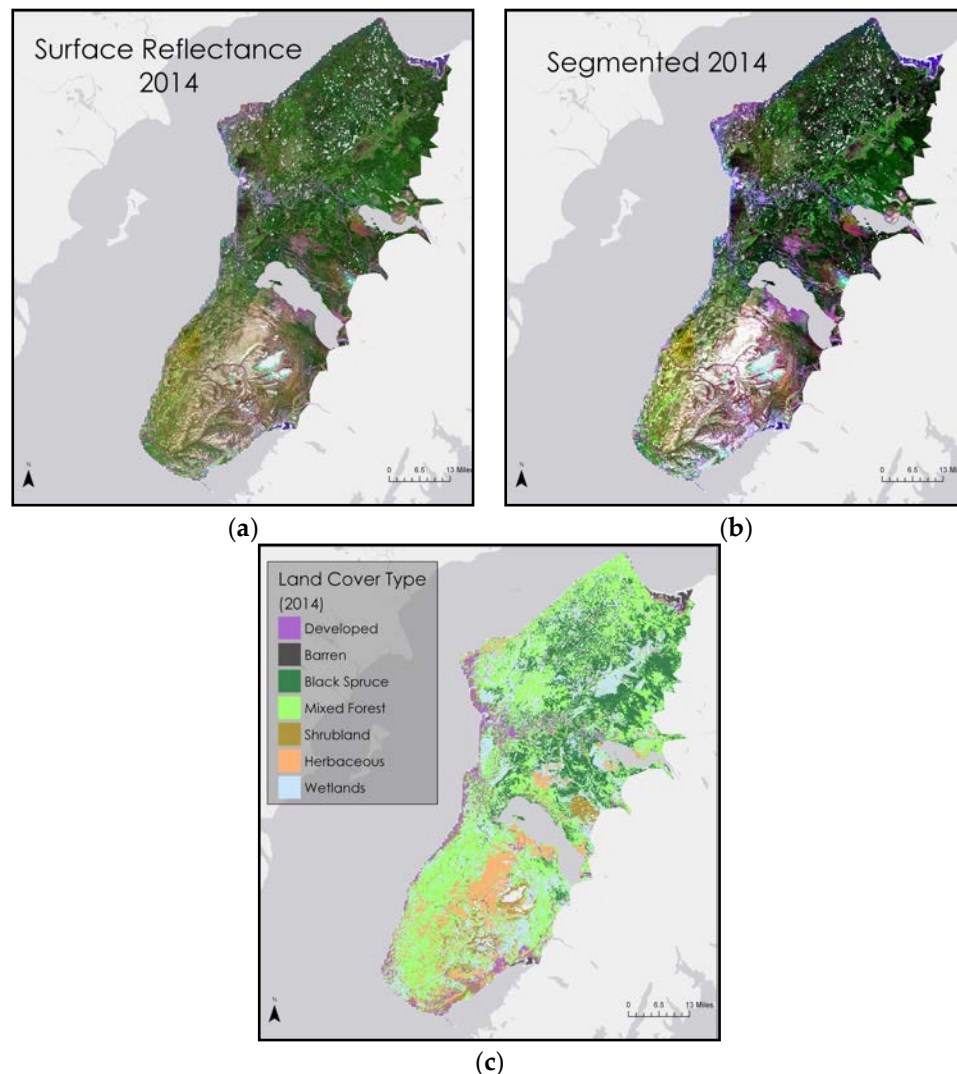 Surface Reflectance
2014
N
0 6.5 13 Miles
(a)
Segmented 2014
N
0 6.5 13 Miles
(b)
Land Cover Type
(2014)
Developed
Barren
Black Spruce
Mixed Forest
Shrubland
Herbaceous
Wetlands
N
0 6.5 13 Miles
(c)